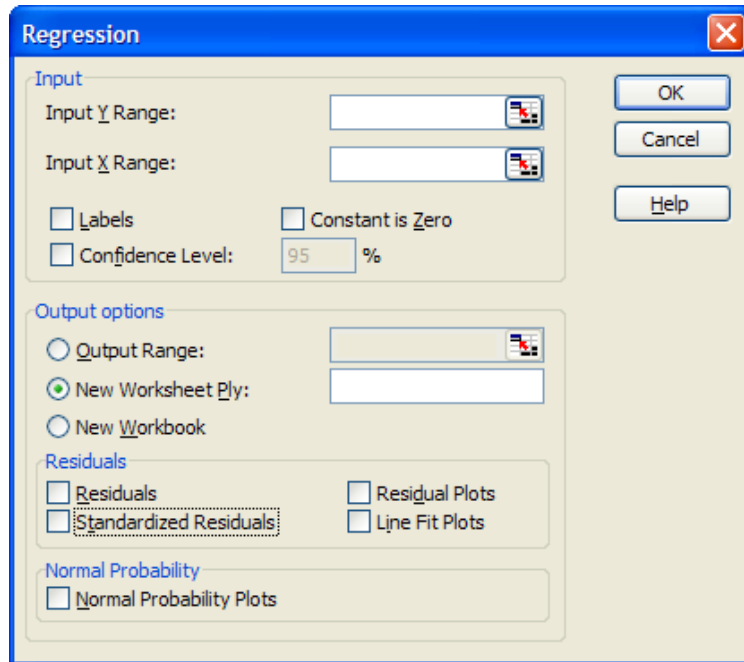 Regression
Input
Input Y Range:
Input X Range:
Labels
Constant is Zero
Confidence Level:
95
%
OK
Cancel
Help
Output options
Output Range:
New Worksheet Ply:
New Workbook
Residuals
Residuals
Residual Plots
Standardized Residuals
Line Fit Plots
Normal Probability
Normal Probability Plots